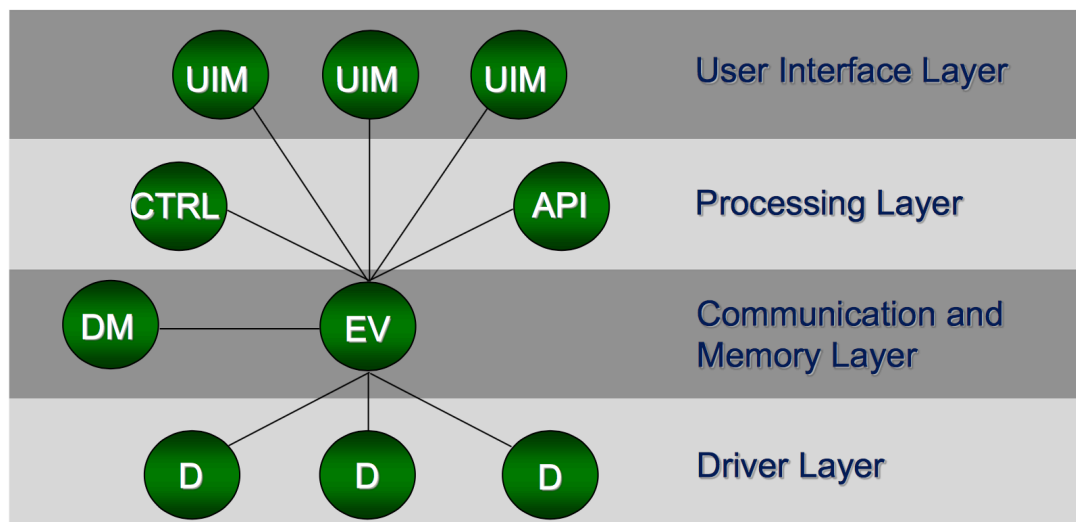 UIM UIM UIM User Interface Layer
CTRL API Processing Layer
DM EV Communication and
Memory Layer
D D D Driver Layer